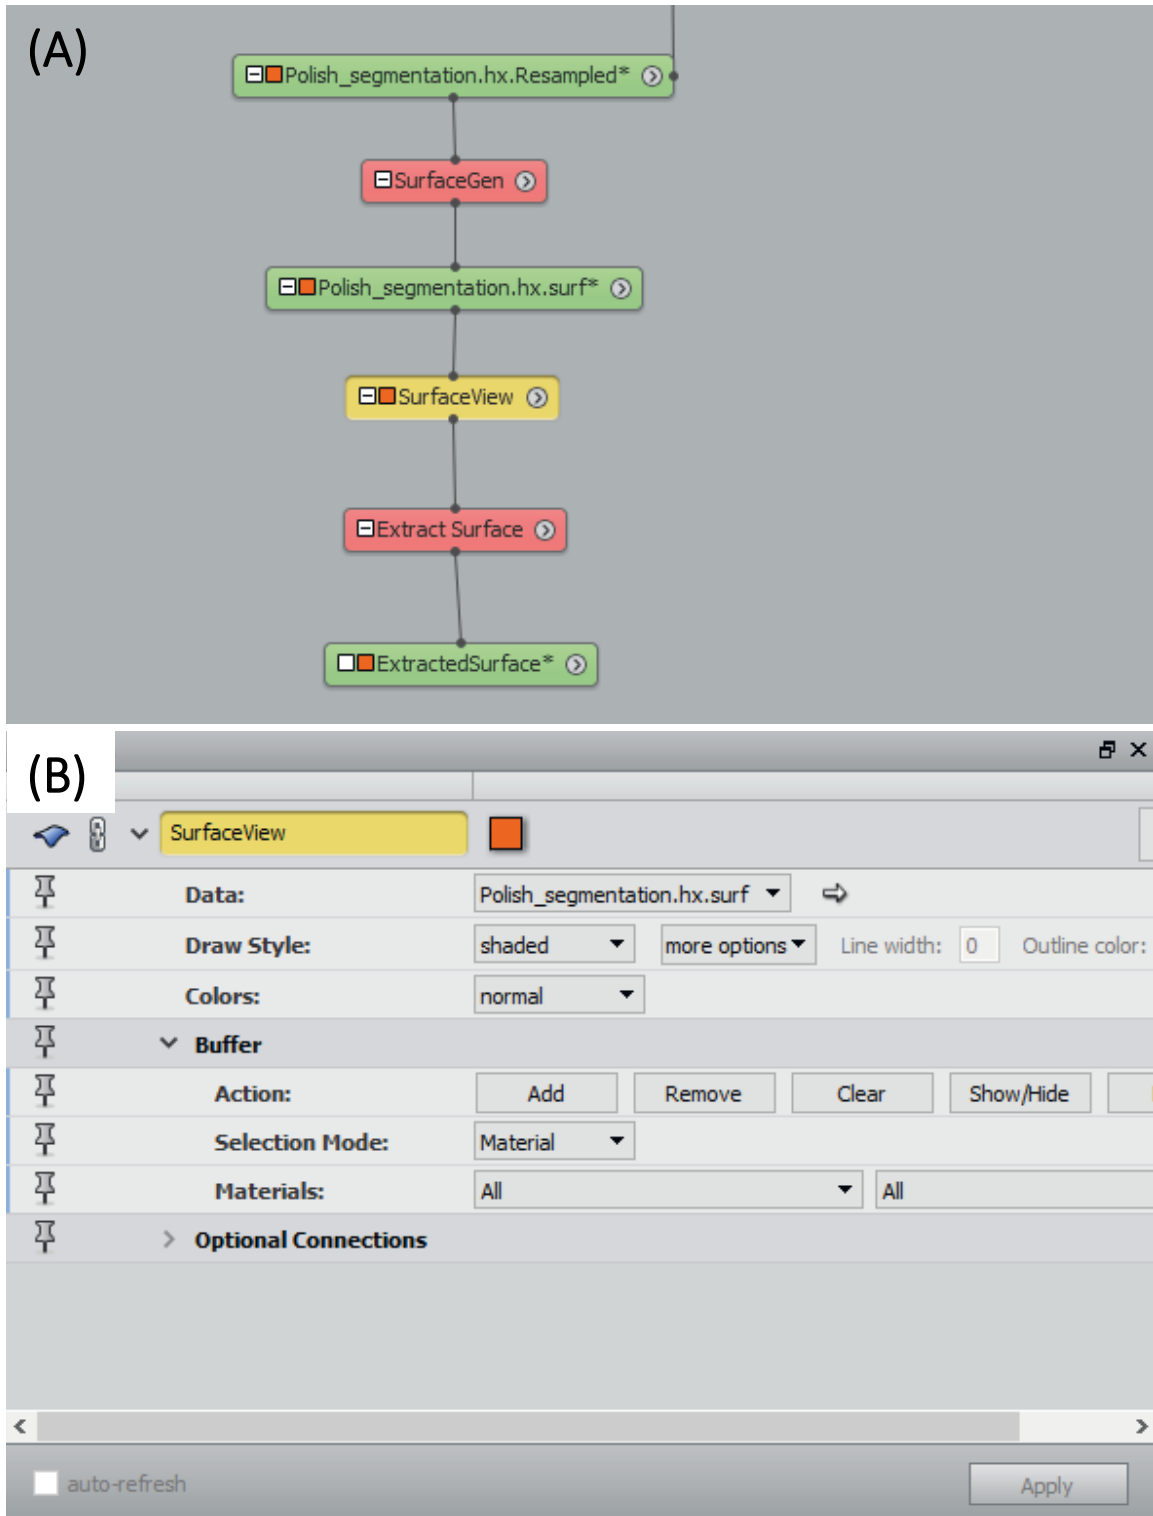 (A)
Polish_segmentation.hx.Resampled*
SurfaceGen
Polish_segmentation.hx.surf*
SurfaceView
Extract Surface
ExtractedSurface*
(B)
SurfaceView
Data: Polish_segmentation.hx.surf
Draw Style: shaded more options Line width: 0 Outline color:
Colors: normal
Buffer
Action: Add Remove Clear Show/Hide
Selection Mode: Material
Materials: All All
Optional Connections
auto-refresh Apply